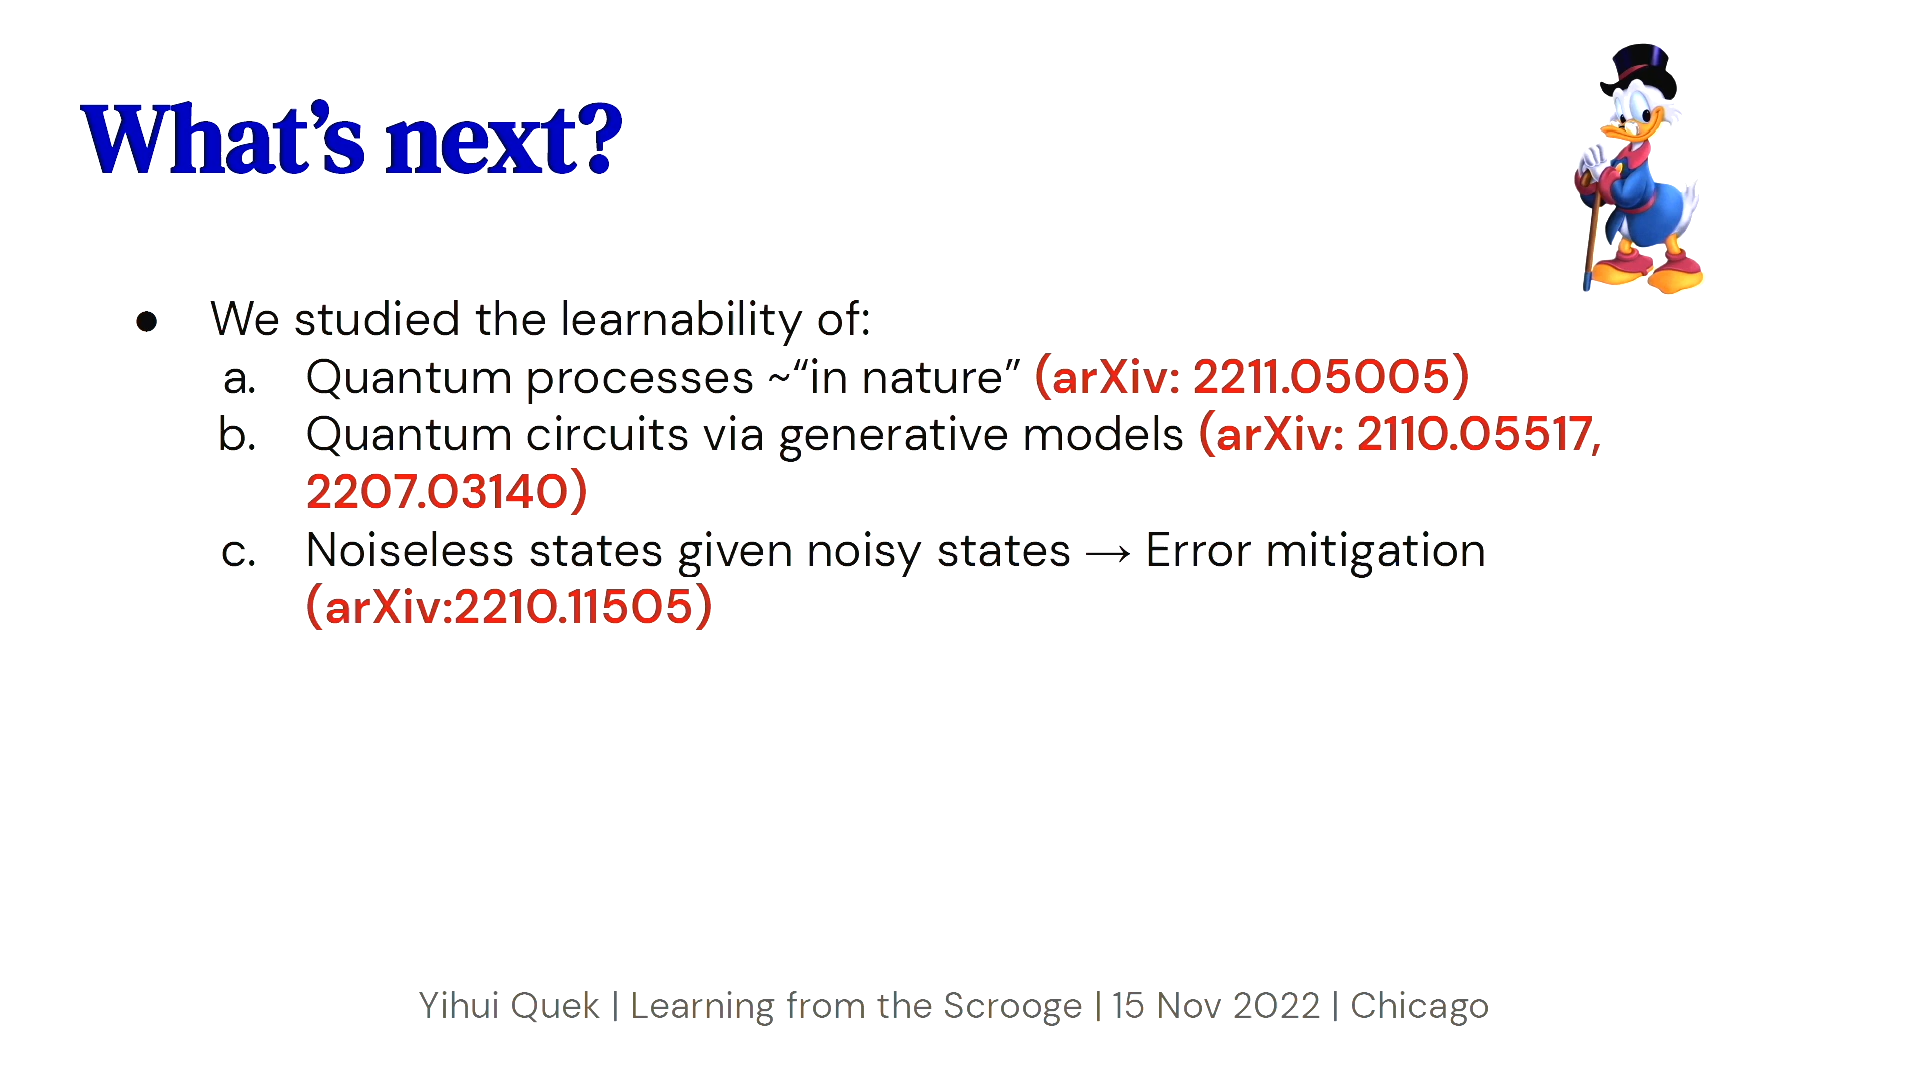 What’s next?
● We studied the learnability of:
a. Quantum processes ~“in nature” (arXiv: 2211.05005)
b. Quantum circuits via generative models (arXiv: 2110.05517,
2207.03140)
c. Noiseless states given noisy states → Error mitigation
(arXiv:2210.11505)
Yihui Quek | Learning from the Scrooge | 15 Nov 2022 | Chicago